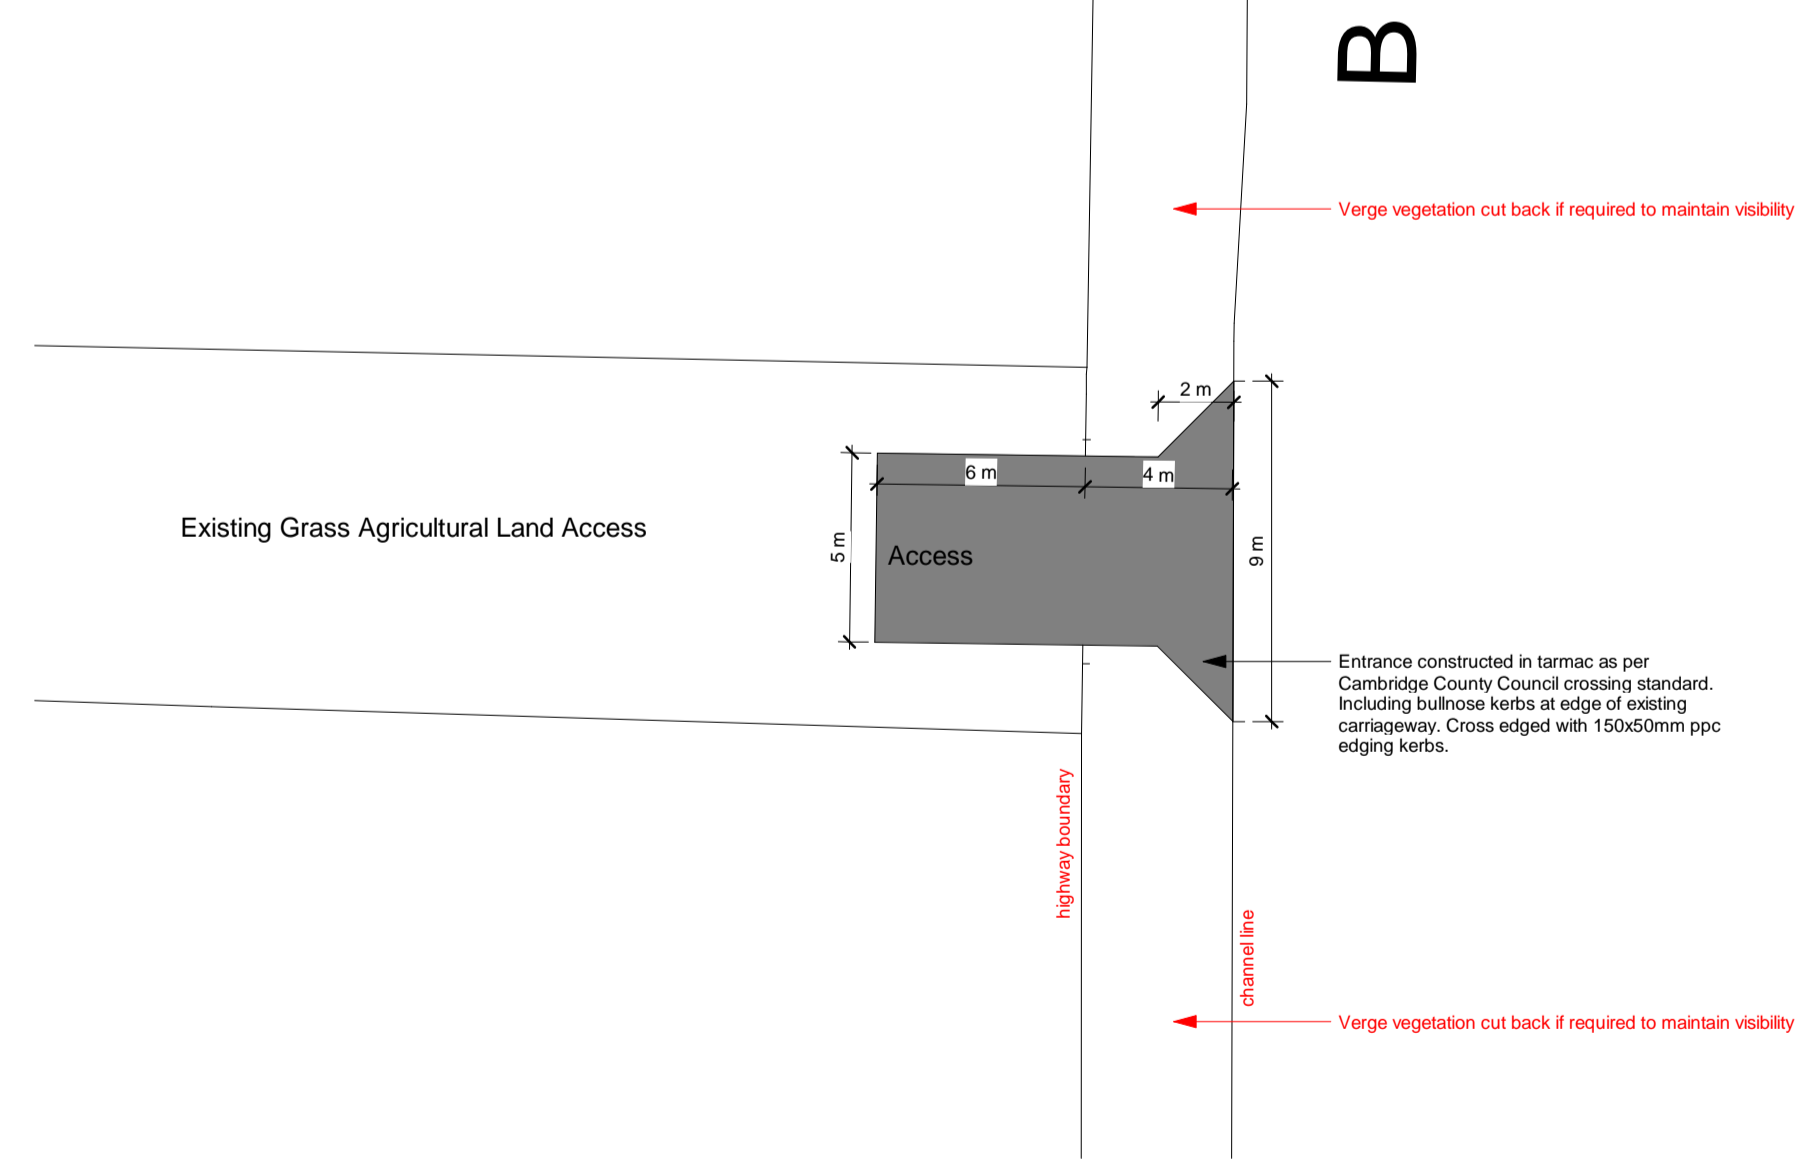 B
Verge vegetation cut back if required to maintain visibility
2 m
6 m
4 m
Existing Grass Agricultural Land Access
5 m
Access
9 m
Entrance constructed in tarmac as per
Cambridge County Council crossing standard.
Including bullnose kerbs at edge of existing
carriageway. Cross edged with 150x50mm ppc
edging kerbs.
highway boundary
channel line
Verge vegetation cut back if required to maintain visibility